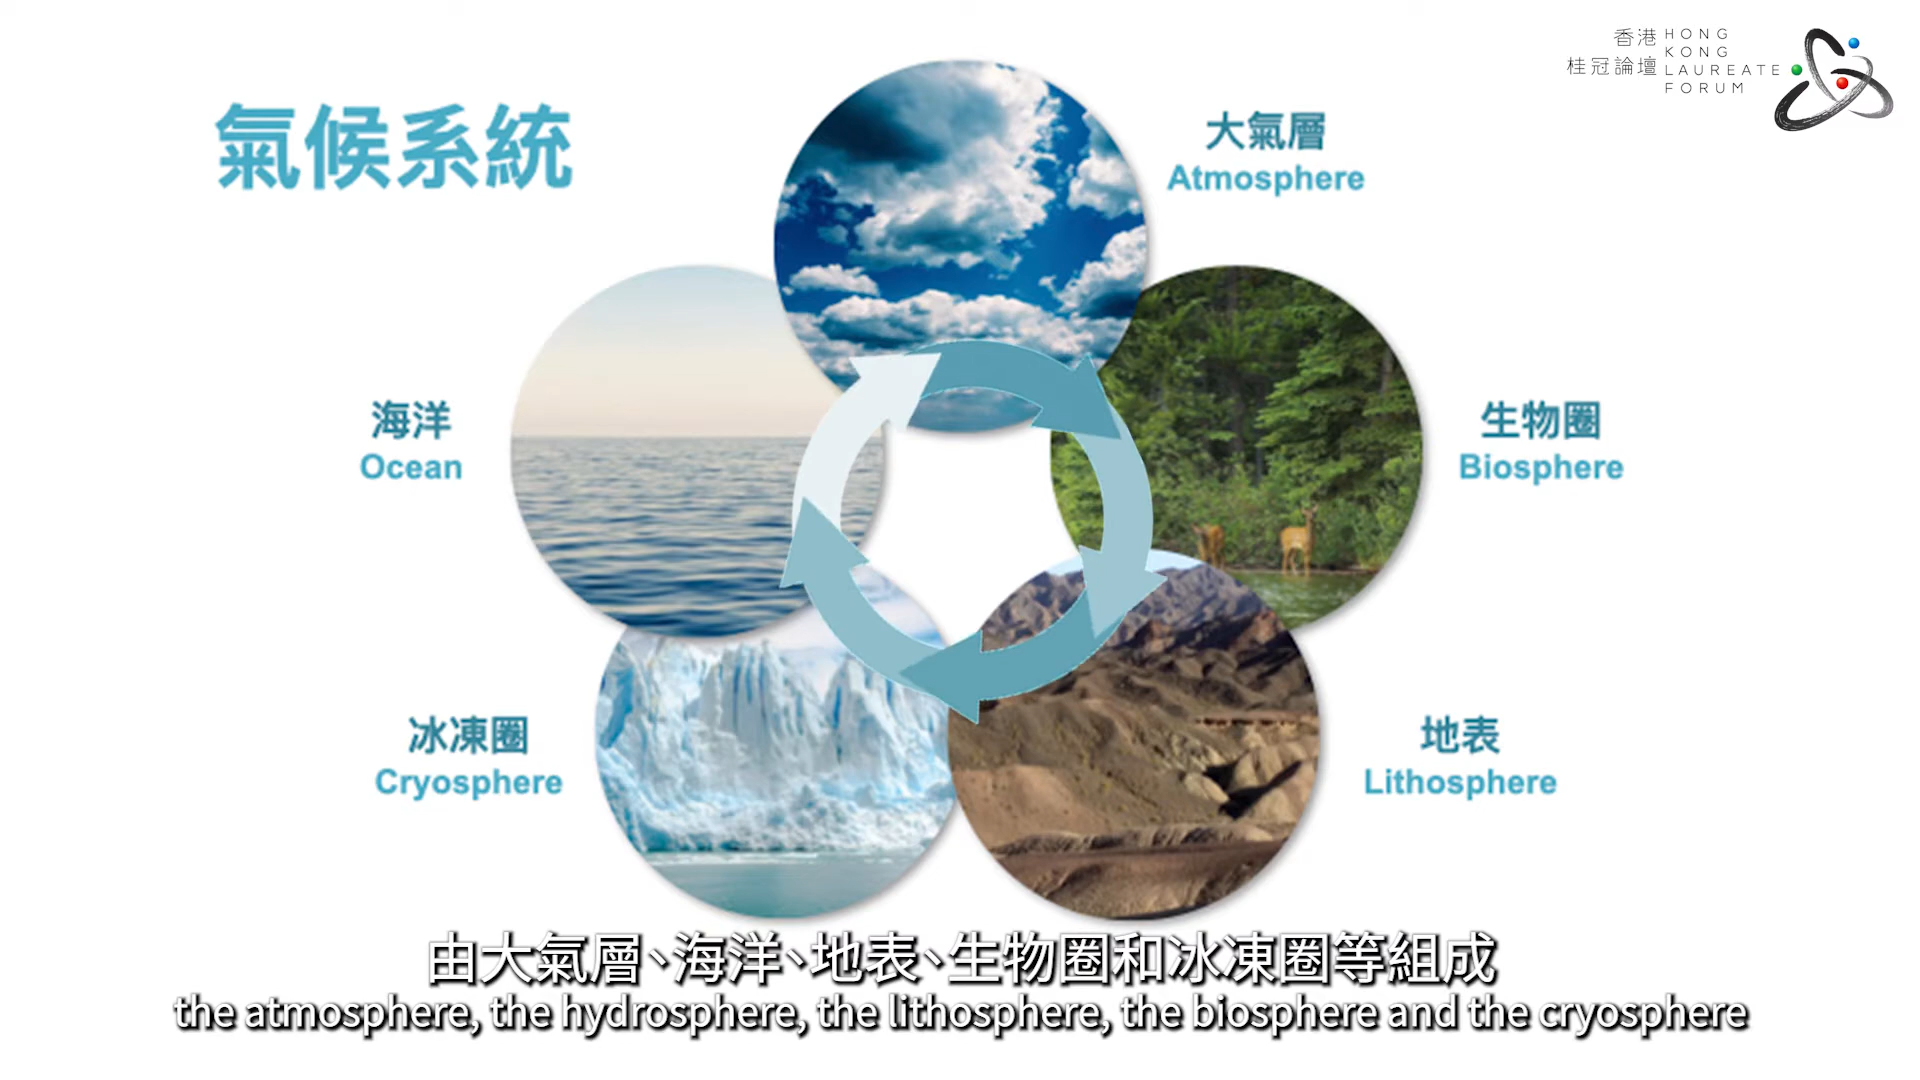 氣候系統
香港
桂冠論壇
HONG
KONG
LAUREATE
FORUM
大氣層
Atmosphere
海洋
Ocean
生物圈
Biosphere
冰凍圈
Cryosphere
地表
Lithosphere
由大氣層、海洋、地表、生物圈和冰凍圈等組成
the atmosphere, the hydrosphere, the lithosphere, the biosphere and the cryosphere